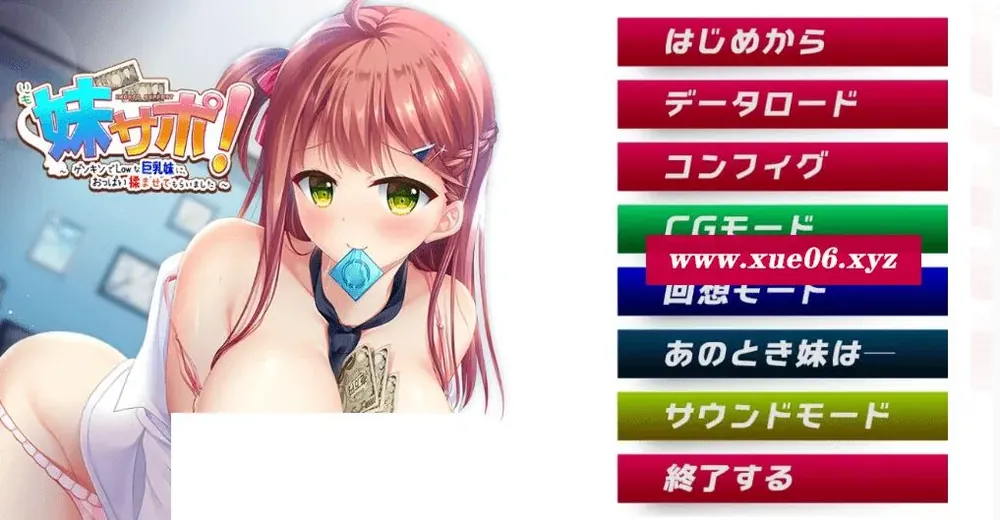 妹サポ!
ゲンキンでLowな巨乳妹に、
おっぱい揉ませてもらいました ~
はじめから
データロード
コンフィグ
CGモード
www.xue06.xyz
回想モード
あのとき妹は―
サウンドモード
終了する